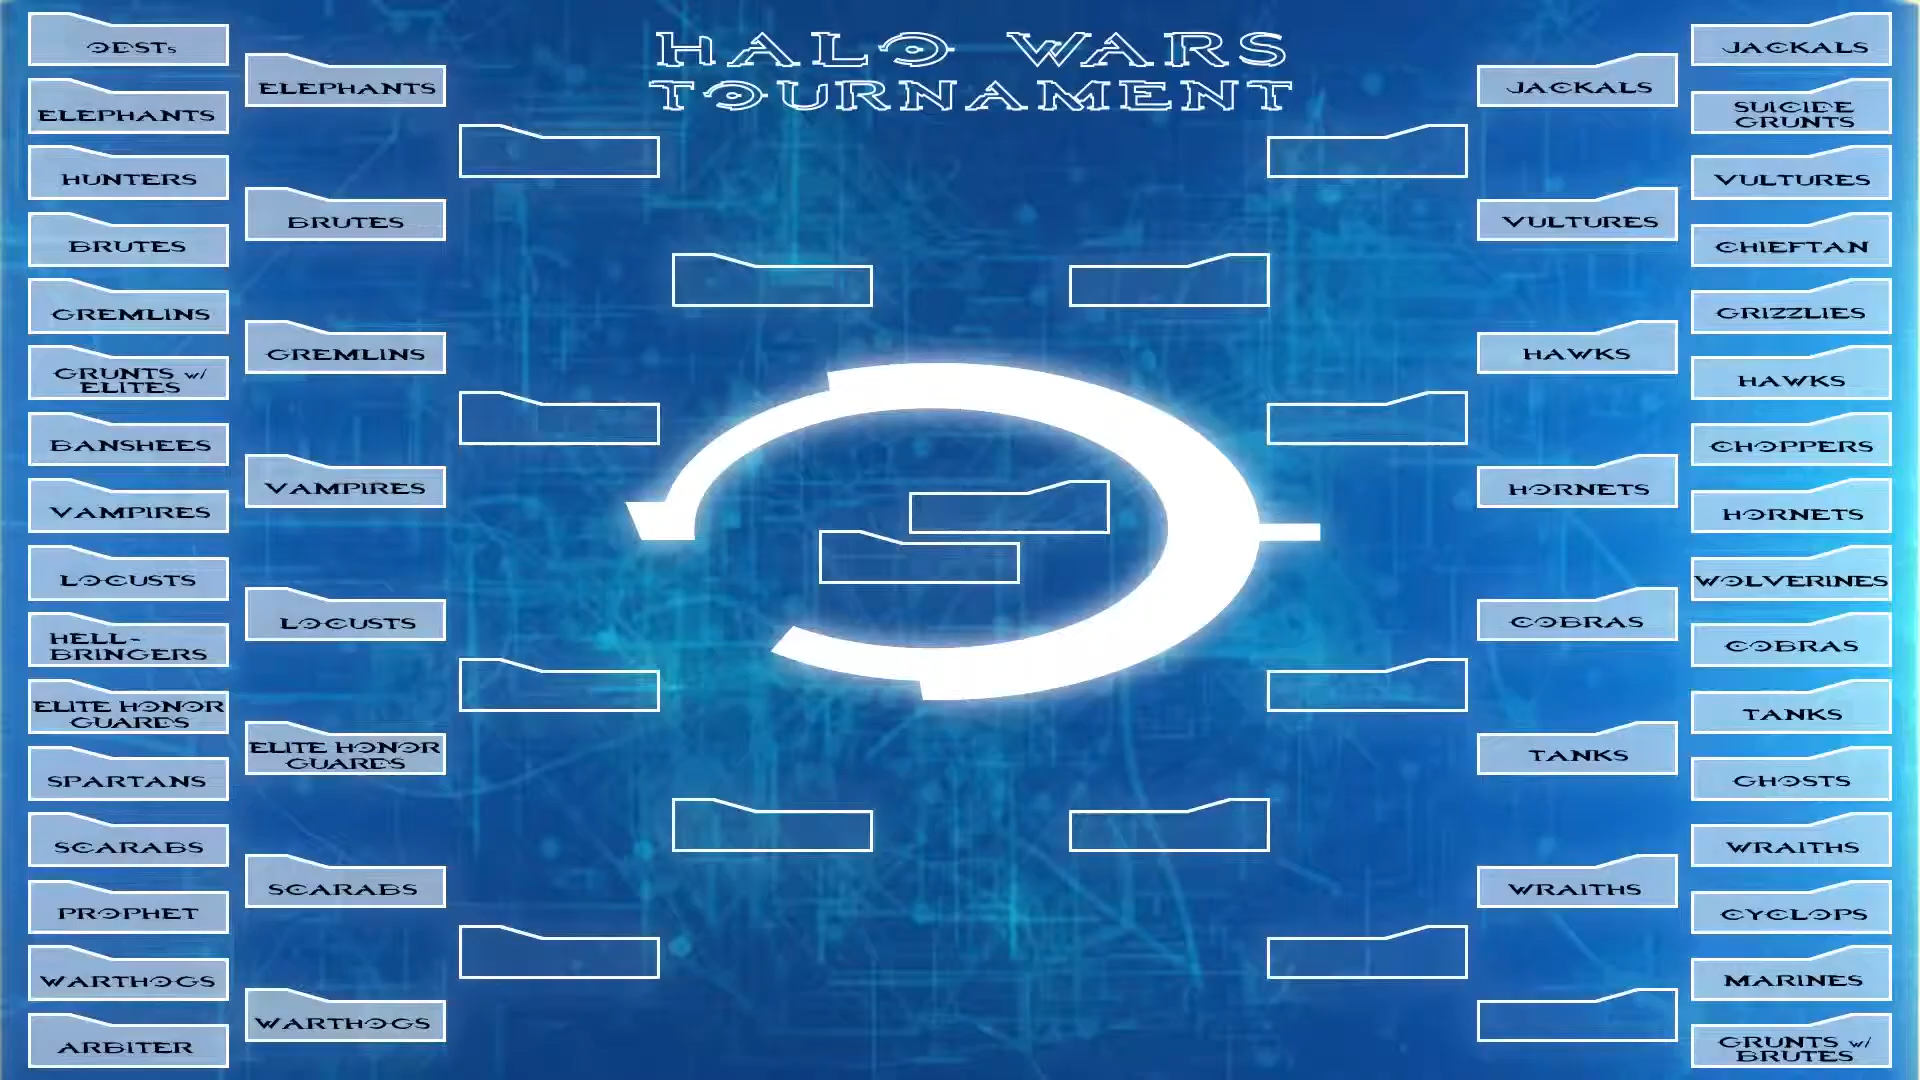 HALO WARS
TOURNAMENT
ODSTs
ELEPHANTS
HUNTERS
BRUTES
GREMLINS
GRUNTS w/
ELITES
BANSHEES
VAMPIRES
LOCUSTS
HELL-
BRINGERS
ELITE HONOR
GUARDS
SPARTANS
SCARABS
PROPHET
WARTHOGS
ARBITER
ELEPHANTS
BRUTES
GREMLINS
VAMPIRES
LOCUSTS
ELITE HONOR
GUARDS
SCARABS
WARTHOGS
JACKALS
VULTURES
HAWKS
HORNETS
COBRAS
TANKS
WRAITHS
JACKALS
SUICIDE
GRUNTS
VULTURES
CHIEFTAN
GRIZZLIES
HAWKS
CHOPPERS
HORNETS
WOLVERINES
COBRAS
TANKS
GHOSTS
WRAITHS
CYCLOPS
MARINES
GRUNTS w/
BRUTES